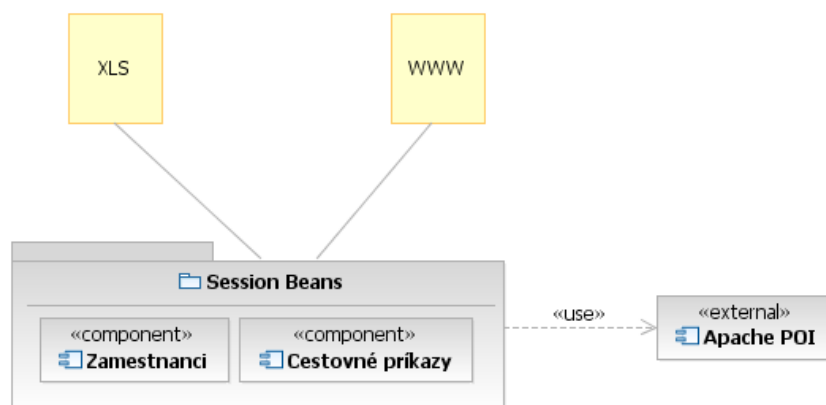 XLS
WWW
Session Beans
«component»
Zamestnanci
«component»
Cestovné príkazy
«use»
«external»
Apache POI